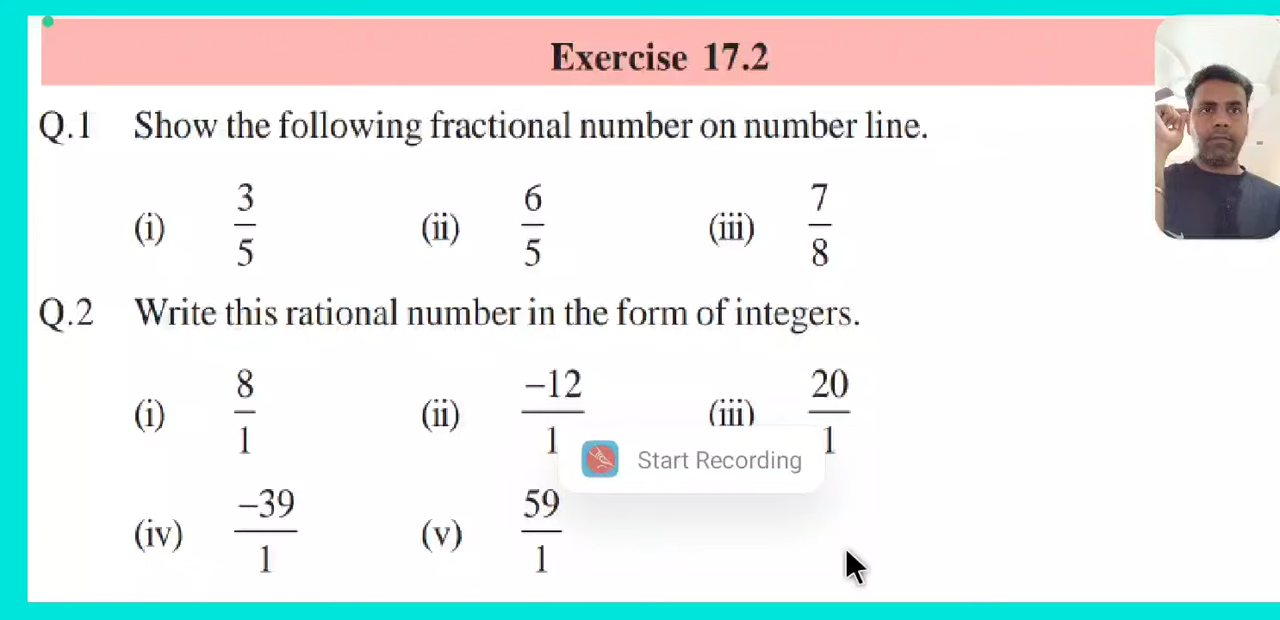 Exercise 17.2
Q.1 Show the following fractional number on number line.
(i) 3/5 (ii) 6/5 (iii) 7/8
Q.2 Write this rational number in the form of integers.
(i) 8/1 (ii) –12/1 (iii) 20/1
Start Recording
(iv) –39/1 (v) 59/1